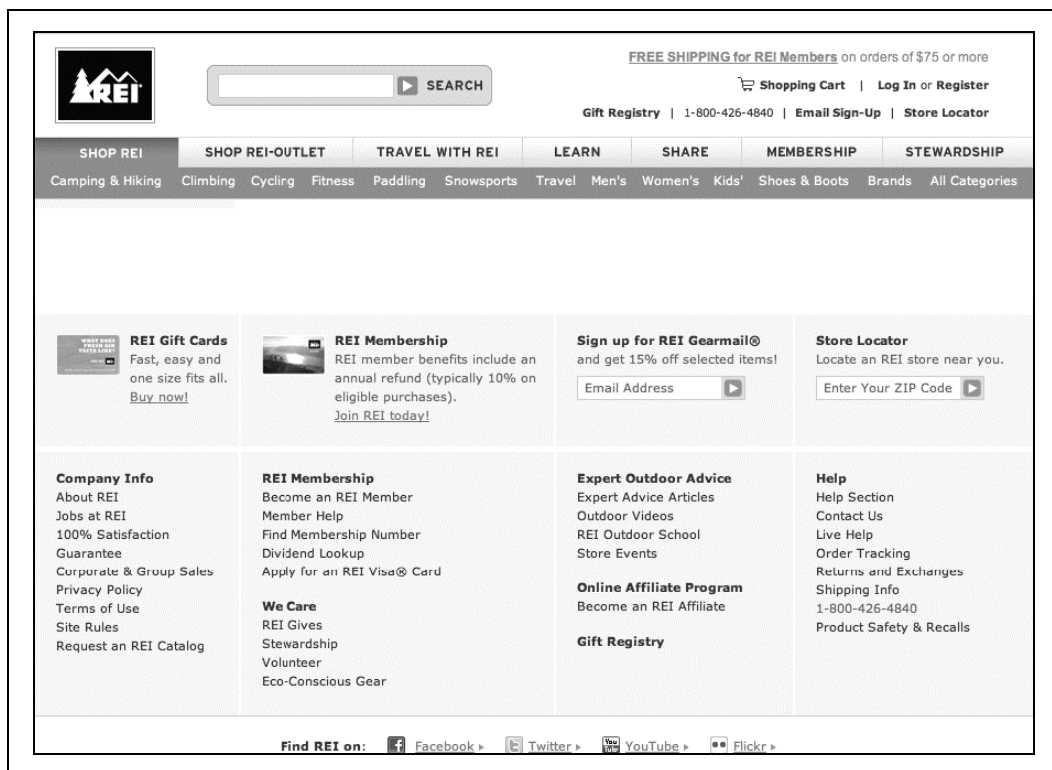 REI
SEARCH
FREE SHIPPING for REI Members on orders of $75 or more
Shopping Cart | Log In or Register
Gift Registry | 1-800-426-4840 | Email Sign-Up | Store Locator
SHOP REI SHOP REI-OUTLET TRAVEL WITH REI LEARN SHARE MEMBERSHIP STEWARDSHIP
Camping & Hiking Climbing Cycling Fitness Paddling Snowsports Travel Men's Women's Kids' Shoes & Boots Brands All Categories
WHAT DOES
FRESH AIR
TASTE LIKE?
REI Gift Cards
Fast, easy and
one size fits all.
Buy now!
REI Membership
REI member benefits include an
annual refund (typically 10% on
eligible purchases).
Join REI today!
Sign up for REI Gearmail®
and get 15% off selected items!
Email Address
Store Locator
Locate an REI store near you.
Enter Your ZIP Code
Company Info
About REI
Jobs at REI
100% Satisfaction
Guarantee
Corporate & Group Sales
Privacy Policy
Terms of Use
Site Rules
Request an REI Catalog
REI Membership
Become an REI Member
Member Help
Find Membership Number
Dividend Lookup
Apply for an REI Visa® Card
We Care
REI Gives
Stewardship
Volunteer
Eco-Conscious Gear
Expert Outdoor Advice
Expert Advice Articles
Outdoor Videos
REI Outdoor School
Store Events
Online Affiliate Program
Become an REI Affiliate
Gift Registry
Help
Help Section
Contact Us
Live Help
Order Tracking
Returns and Exchanges
Shipping Info
1-800-426-4840
Product Safety & Recalls
Find REI on: Facebook Twitter YouTube Flickr